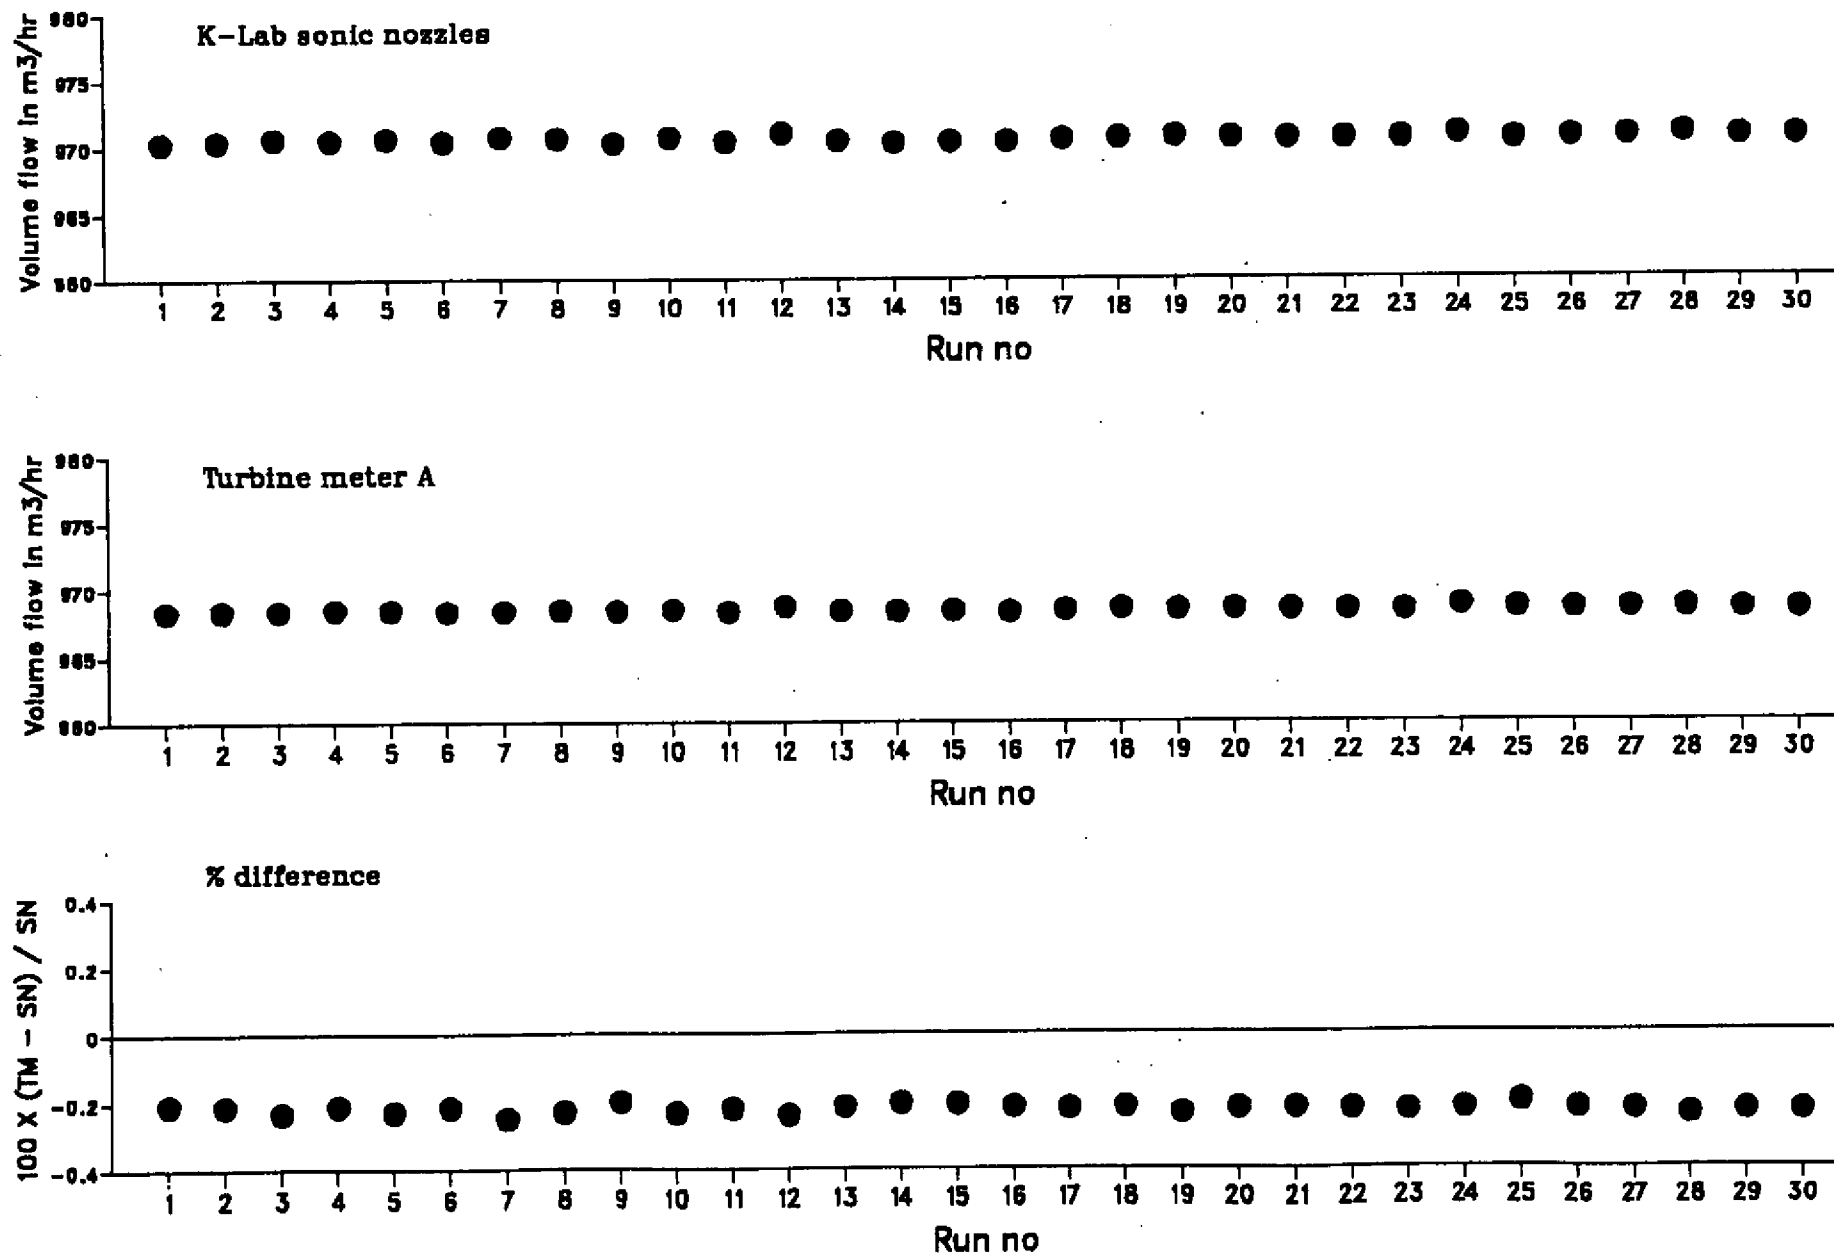 K-Lab sonic nozzles
Volume flow in m3/hr
980
975
970
965
960
1 2 3 4 5 6 7 8 9 10 11 12 13 14 15 16 17 18 19 20 21 22 23 24 25 26 27 28 29 30
Run no
Turbine meter A
Volume flow in m3/hr
980
975
970
965
960
1 2 3 4 5 6 7 8 9 10 11 12 13 14 15 16 17 18 19 20 21 22 23 24 25 26 27 28 29 30
Run no
% difference
100 X (TM - SN) / SN
0.4
0.2
0
-0.2
-0.4
1 2 3 4 5 6 7 8 9 10 11 12 13 14 15 16 17 18 19 20 21 22 23 24 25 26 27 28 29 30
Run no